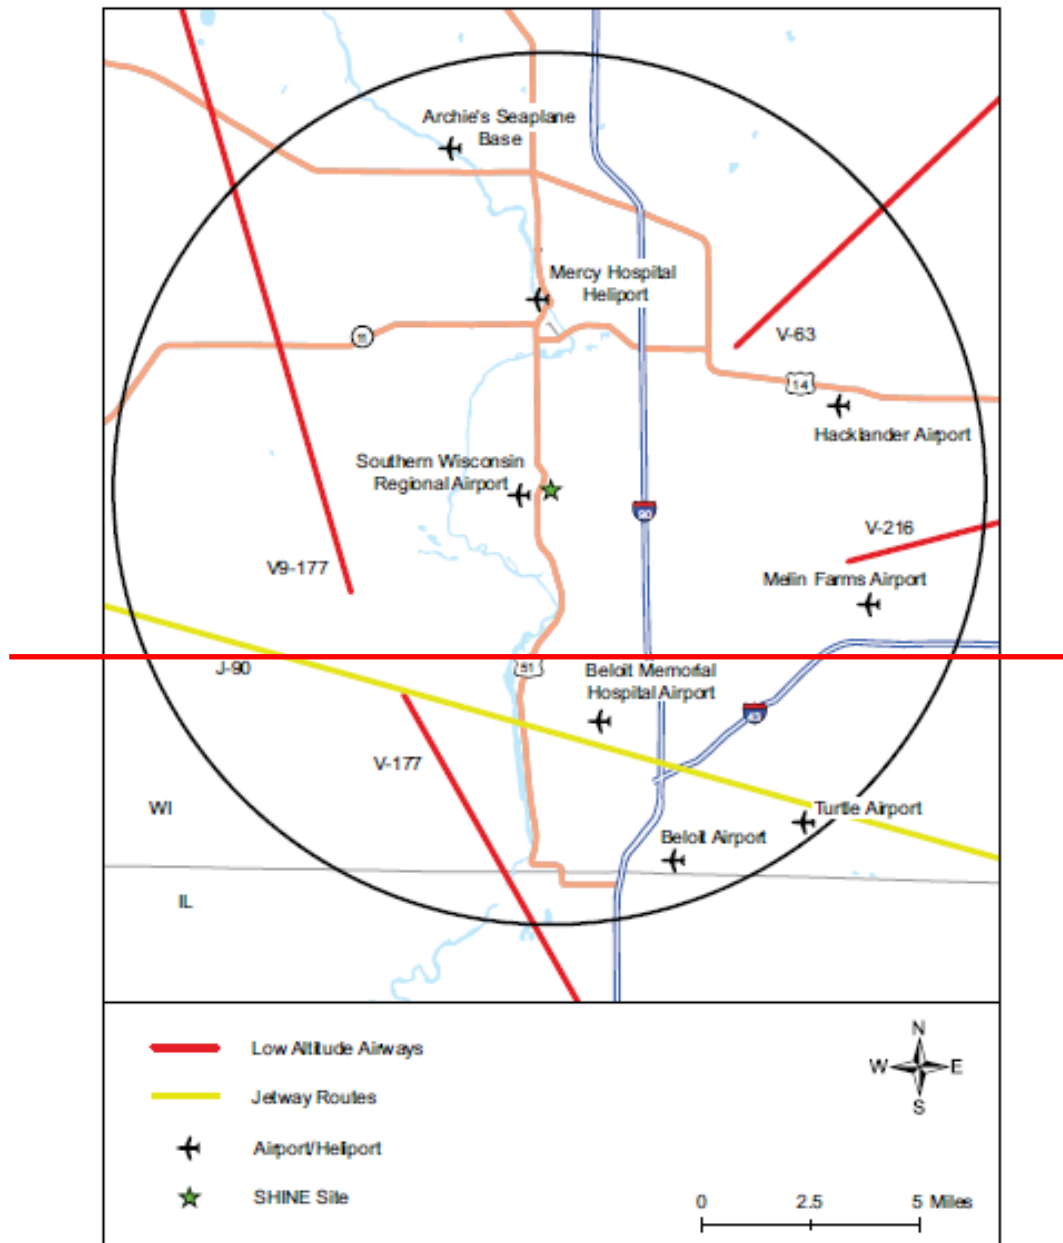 Archie's Seaplane
Base
Mercy Hospital
Heliport
V-63
11
14
Hacklander Airport
Southern Wisconsin
Regional Airport
90
V-216
V9-177
Melin Farms Airport
J-90
51
Beloit Memorial
Hospital Airport
V-177
WI
Turtle Airport
Beloit Airport
IL
Low Altitude Airways
Jetway Routes
Airport/Heliport
SHINE Site
N
W E
S
0 2.5 5 Miles